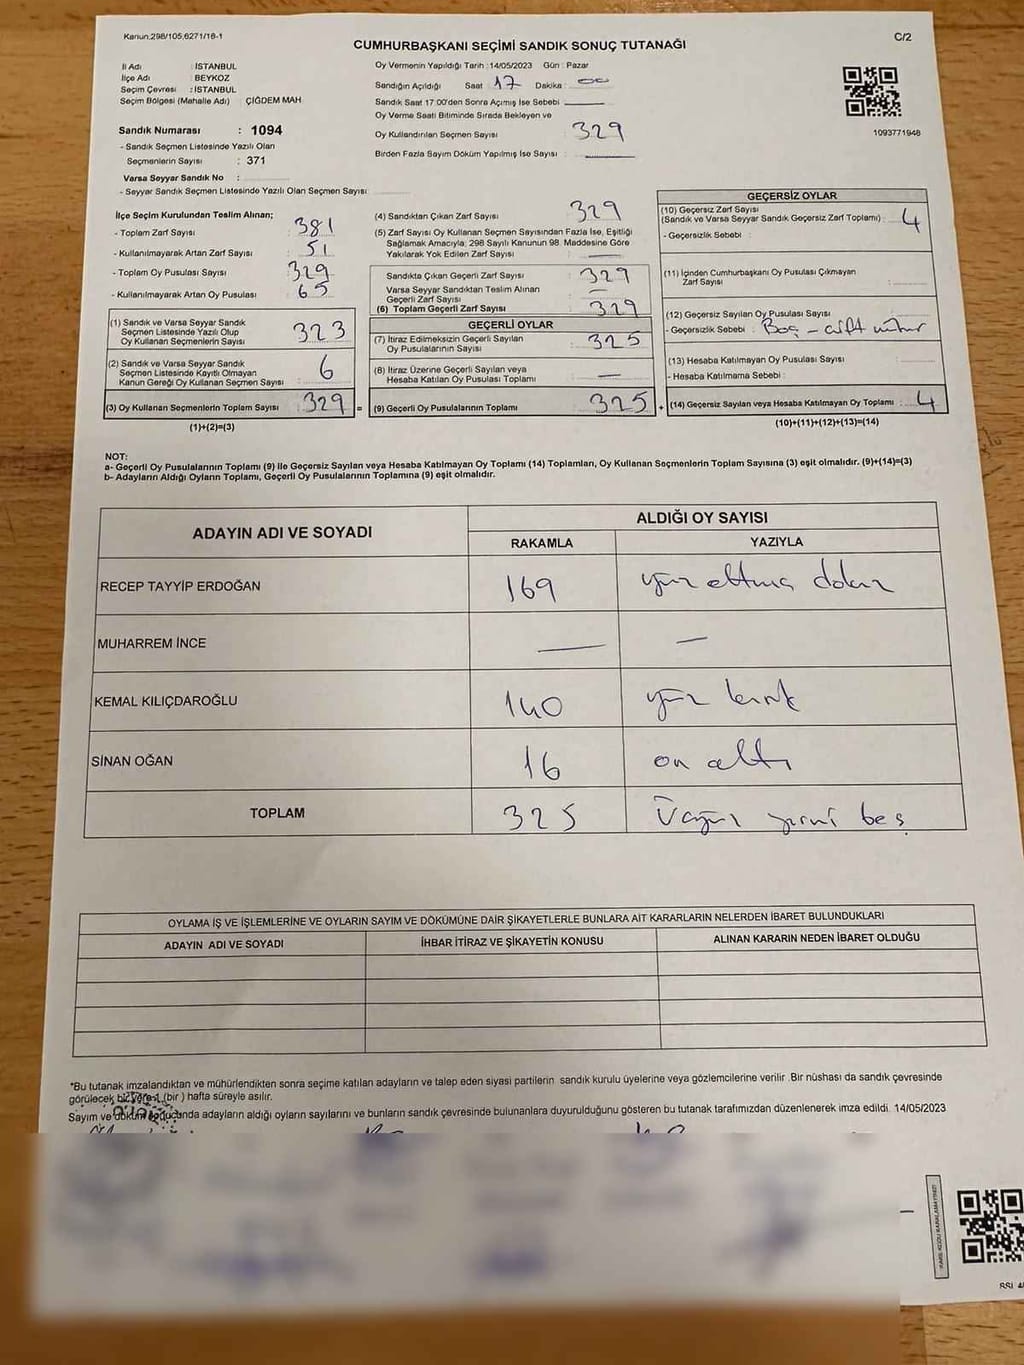 Kanun:298/105,6271/18-1
CUMHURBAŞKANI SEÇİMİ SANDIK SONUÇ TUTANAĞI
C/2
İl Adı : İSTANBUL
İlçe Adı : BEYKOZ
Seçim Çevresi : İSTANBUL
Seçim Bölgesi (Mahalle Adı) : ÇİĞDEM MAH
Sandık Numarası : 1094
- Sandık Seçmen Listesinde Yazılı Olan
Seçmenlerin Sayısı : 371
Varsa Seyyar Sandık No :
- Seyyar Sandık Seçmen Listesinde Yazılı Olan Seçmen Sayısı:
Oy Vermenin Yapıldığı Tarih :14/05/2023 Gün : Pazar
Sandığın Açıldığı Saat 17 Dakika : 00
Sandık Saat 17:00'den Sonra Açımış İse Sebebi
Oy Verme Saati Bitiminde Sırada Bekleyen ve
Oy Kullandırılan Seçmen Sayısı : 329
Birden Fazla Sayım Döküm Yapılmış İse Sayısı :
1093771948
İlçe Seçim Kurulundan Teslim Alınan;
- Toplam Zarf Sayısı : 381
- Kullanılmayarak Artan Zarf Sayısı : 51
- Toplam Oy Pusulası Sayısı : 329
- Kullanılmayarak Artan Oy Pusulası : 65
(1) Sandık ve Varsa Seyyar Sandık
Seçmen Listesinde Yazılı Olup
Oy Kullanan Seçmenlerin Sayısı : 323
(2) Sandık ve Varsa Seyyar Sandık
Seçmen Listesinde Kayıtlı Olmayan
Kanun Gereği Oy Kullanan Seçmen Sayısı : 6
(3) Oy Kullanan Seçmenlerin Toplam Sayısı : 329 =
(1)+(2)=(3)
(4) Sandıktan Çıkan Zarf Sayısı : 329
(5) Zarf Sayısı Oy Kullanan Seçmen Sayısından Fazla İse, Eşitliği
Sağlamak Amacıyla, 298 Sayılı Kanunun 98. Maddesine Göre
Yakılarak Yok Edilen Zarf Sayısı :
Sandıkta Çıkan Geçerli Zarf Sayısı : 329
Varsa Seyyar Sandıktan Teslim Alınan
Geçerli Zarf Sayısı :
(6) Toplam Geçerli Zarf Sayısı : 329
GEÇERLİ OYLAR
(7) İtiraz Edilmeksizin Geçerli Sayılan
Oy Pusulalarının Sayısı : 325
(8) İtiraz Üzerine Geçerli Sayılan veya
Hesaba Katılan Oy Pusulası Toplamı :
(9) Geçerli Oy Pusulalarının Toplamı : 325 +
GEÇERSİZ OYLAR
(10) Geçersiz Zarf Sayısı
(Sandık ve Varsa Seyyar Sandık Geçersiz Zarf Toplamı) : 4
- Geçersizlik Sebebi :
(11) İçinden Cumhurbaşkanı Oy Pusulası Çıkmayan
Zarf Sayısı :
(12) Geçersiz Sayılan Oy Pusulası Sayısı :
- Geçersizlik Sebebi : Boş - çift mühür
(13) Hesaba Katılmayan Oy Pusulası Sayısı :
- Hesaba Katılmama Sebebi :
(14) Geçersiz Sayılan veya Hesaba Katılmayan Oy Toplamı : 4
(10)+(11)+(12)+(13)=(14)
NOT:
a- Geçerli Oy Pusulalarının Toplamı (9) ile Geçersiz Sayılan veya Hesaba Katılmayan Oy Toplamı (14) Toplamları, Oy Kullanan Seçmenlerin Toplam Sayısına (3) eşit olmalıdır. (9)+(14)=(3)
b- Adayların Aldığı Oyların Toplamı, Geçerli Oy Pusulalarının Toplamına (9) eşit olmalıdır.
ADAYIN ADI VE SOYADI
ALDIĞI OY SAYISI
RAKAMLA YAZIYLA
RECEP TAYYİP ERDOĞAN 169 yüz altmış dokuz
MUHARREM İNCE — —
KEMAL KILIÇDAROĞLU 140 yüz kırk
SİNAN OĞAN 16 on altı
TOPLAM 325 Üçyüz yirmi beş
OYLAMA İŞ VE İŞLEMLERİNE VE OYLARIN SAYIM VE DÖKÜMÜNE DAİR ŞİKAYETLERLE BUNLARA AİT KARARLARIN NELERDEN İBARET BULUNDUKLARI
ADAYIN ADI VE SOYADI İHBAR İTİRAZ VE ŞİKAYETİN KONUSU ALINAN KARARIN NEDEN İBARET OLDUĞU
*Bu tutanak imzalandıktan ve mühürlendikten sonra seçime katılan adayların ve talep eden siyasi partilerin sandık kurulu üyelerine veya gözlemcilerine verilir. Bir nüshası da sandık çevresinde
görülecek bir yere 1 (bir) hafta süreyle asılır.
Sayım ve döküm sonucunda adayların aldığı oyların sayılarını ve bunların sandık çevresinde bulunanlara duyurulduğunu gösteren bu tutanak tarafımızdan düzenlenerek imza edildi. 14/05/2023